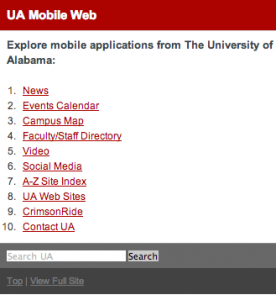 UA Mobile Web
Explore mobile applications from The University of
Alabama:
1. News
2. Events Calendar
3. Campus Map
4. Faculty/Staff Directory
5. Video
6. Social Media
7. A-Z Site Index
8. UA Web Sites
9. CrimsonRide
10. Contact UA
Search UA Search
Top | View Full Site